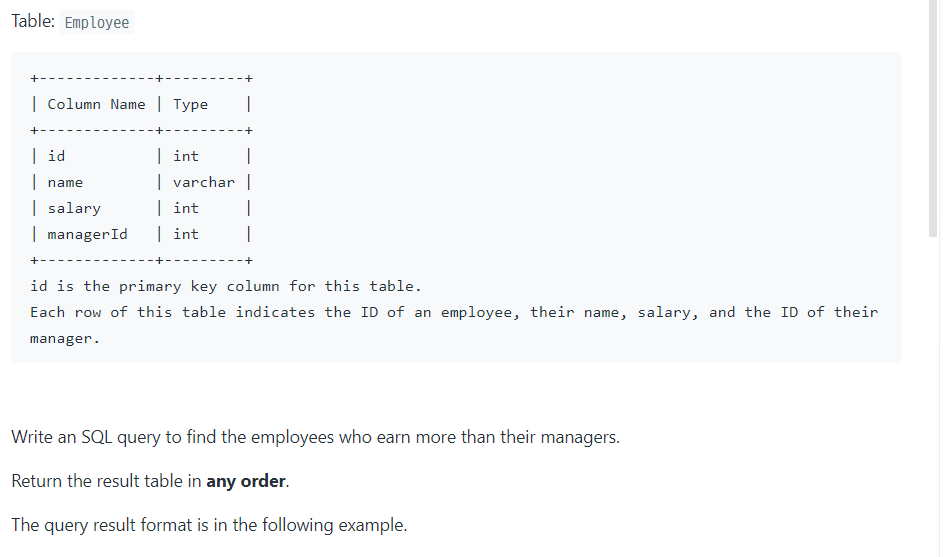 Table: Employee
+-------------+---------+
| Column Name | Type    |
+-------------+---------+
| id          | int     |
| name        | varchar |
| salary      | int     |
| managerId   | int     |
+-------------+---------+
id is the primary key column for this table.
Each row of this table indicates the ID of an employee, their name, salary, and the ID of their
manager.
Write an SQL query to find the employees who earn more than their managers.
Return the result table in any order.
The query result format is in the following example.